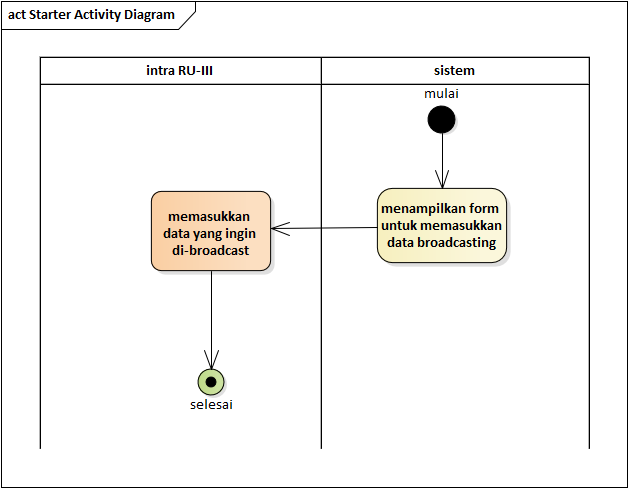 act Starter Activity Diagram
intra RU-III
sistem
mulai
menampilkan form
untuk memasukkan
data broadcasting
memasukkan
data yang ingin
di-broadcast
selesai